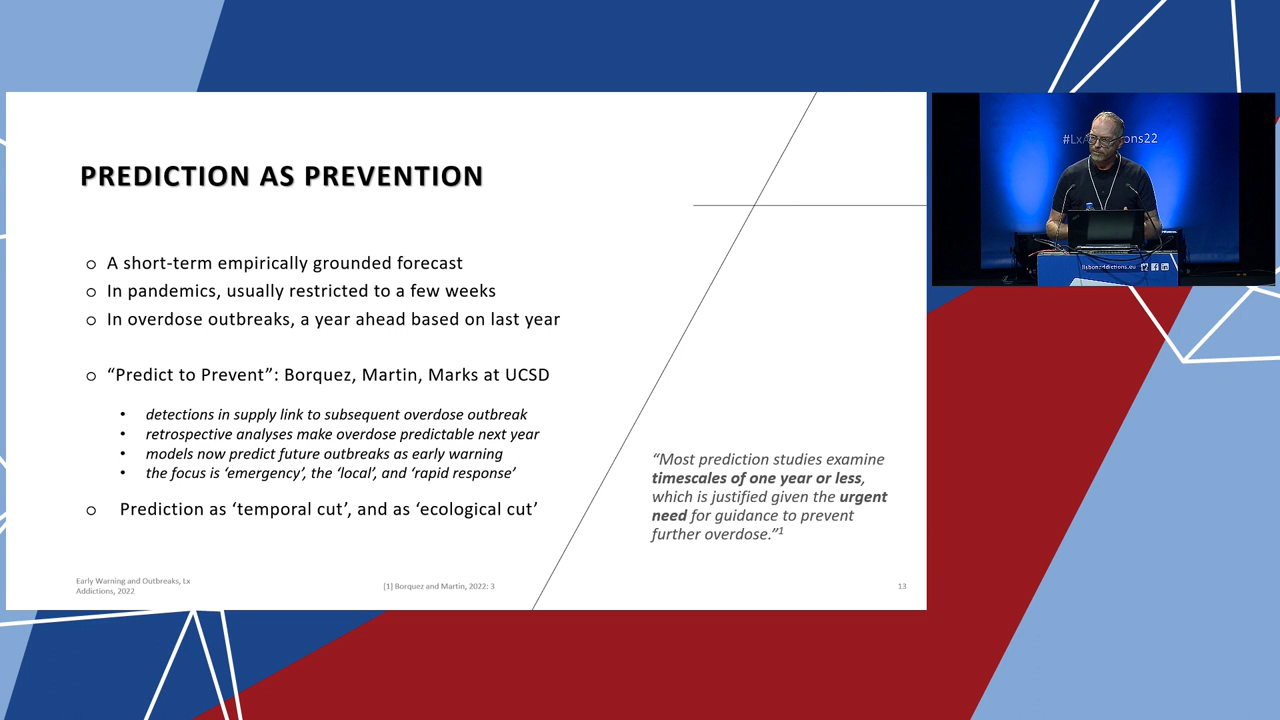 PREDICTION AS PREVENTION
o A short-term empirically grounded forecast
o In pandemics, usually restricted to a few weeks
o In overdose outbreaks, a year ahead based on last year
o “Predict to Prevent”: Borquez, Martin, Marks at UCSD
• detections in supply link to subsequent overdose outbreak
• retrospective analyses make overdose predictable next year
• models now predict future outbreaks as early warning
• the focus is ‘emergency’, the ‘local’, and ‘rapid response’
o Prediction as ‘temporal cut’, and as ‘ecological cut’
“Most prediction studies examine
timescales of one year or less,
which is justified given the urgent
need for guidance to prevent
further overdose.”1
Early Warning and Outbreaks, Lx
Addictions, 2022
[1] Borquez and Martin, 2022: 3
13
lisbonaddictions.eu